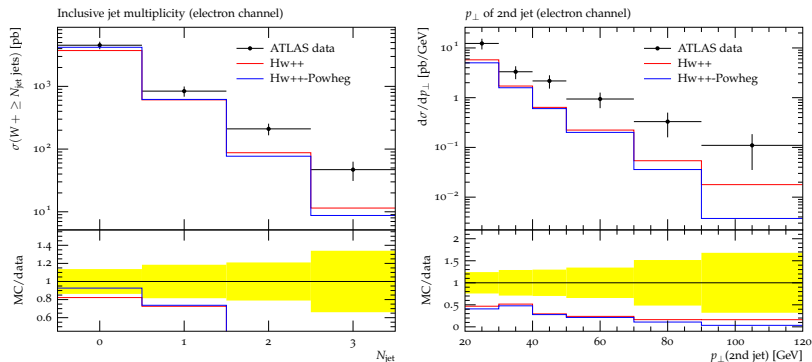 Inclusive jet multiplicity (electron channel)
σ(W + ≥ N_jet jets) [pb]
ATLAS data
Hw++
Hw++-Powheg
10^3
10^2
10^1
MC/data
1.4
1.2
1
0.8
0.6
0 1 2 3
N_jet
p⊥ of 2nd jet (electron channel)
dσ/dp⊥ [pb/GeV]
ATLAS data
Hw++
Hw++-Powheg
10^1
1
10^−1
10^−2
MC/data
2
1.5
1
0.5
0
20 40 60 80 100 120
p⊥(2nd jet) [GeV]